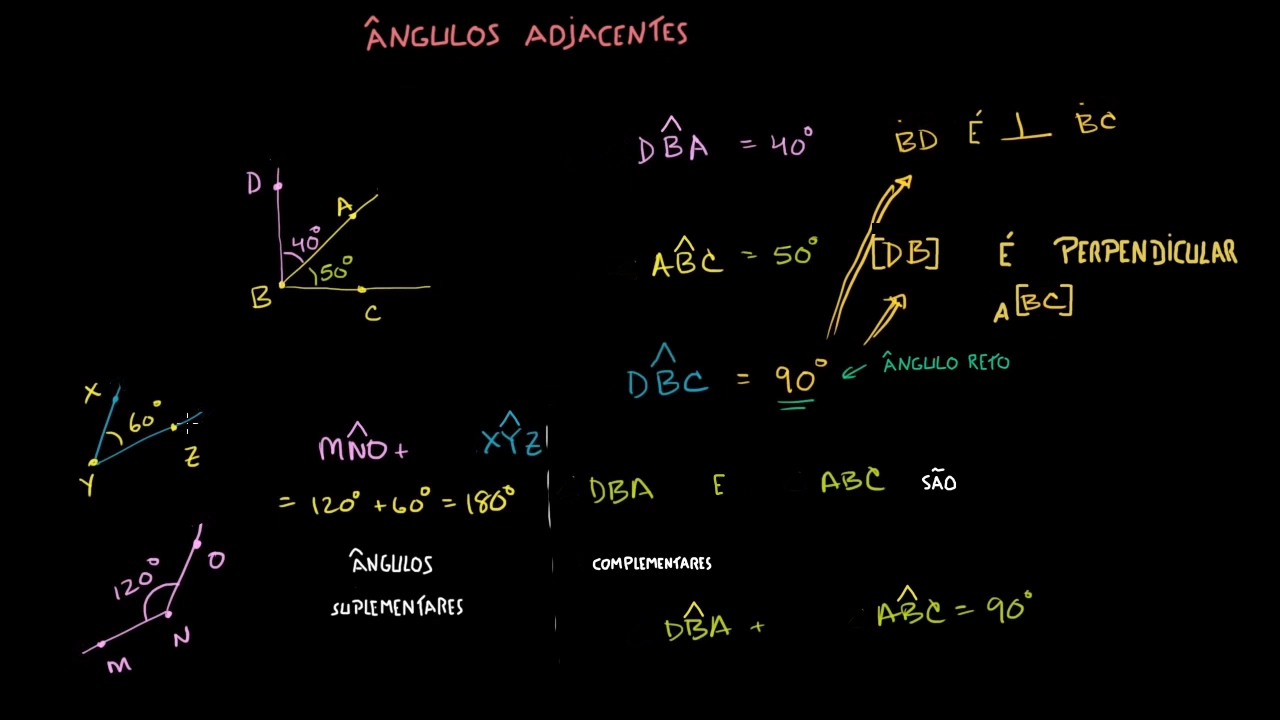 ÂNGULOS ADJACENTES
DB̂A = 40°
BD É ⊥ BC
D
A
40°
50°
B
C
AB̂C = 50°
[DB] É PERPENDICULAR
A [BC]
DB̂C = 90°
ÂNGULO RETO
X
60°
Z
Y
MN̂O + XŶZ
= 120° + 60° = 180°
ÂNGULOS
SUPLEMENTARES
DBA E ABC SÃO
COMPLEMENTARES
DB̂A + AB̂C = 90°
120°
O
N
M